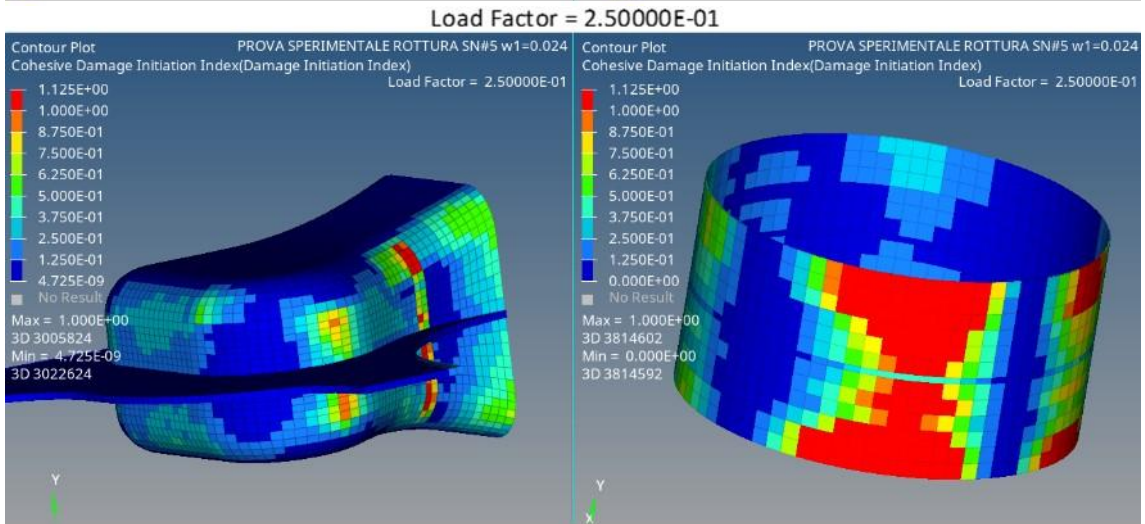 Load Factor = 2.50000E-01
Contour Plot
PROVA SPERIMENTALE ROTTURA SN#5 w1=0.024
Cohesive Damage Initiation Index(Damage Initiation Index)
Load Factor = 2.50000E-01
1.125E+00
1.000E+00
8.750E-01
7.500E-01
6.250E-01
5.000E-01
3.750E-01
2.500E-01
1.250E-01
4.725E-09
No Result
Max = 1.000E+00
3D 3005824
Min = 4.725E-09
3D 3022624
Y
Contour Plot
PROVA SPERIMENTALE ROTTURA SN#5 w1=0.024
Cohesive Damage Initiation Index(Damage Initiation Index)
Load Factor = 2.50000E-01
1.125E+00
1.000E+00
8.750E-01
7.500E-01
6.250E-01
5.000E-01
3.750E-01
2.500E-01
1.250E-01
0.000E+00
No Result
Max = 1.000E+00
3D 3814602
Min = 0.000E+00
3D 3814592
Y
X